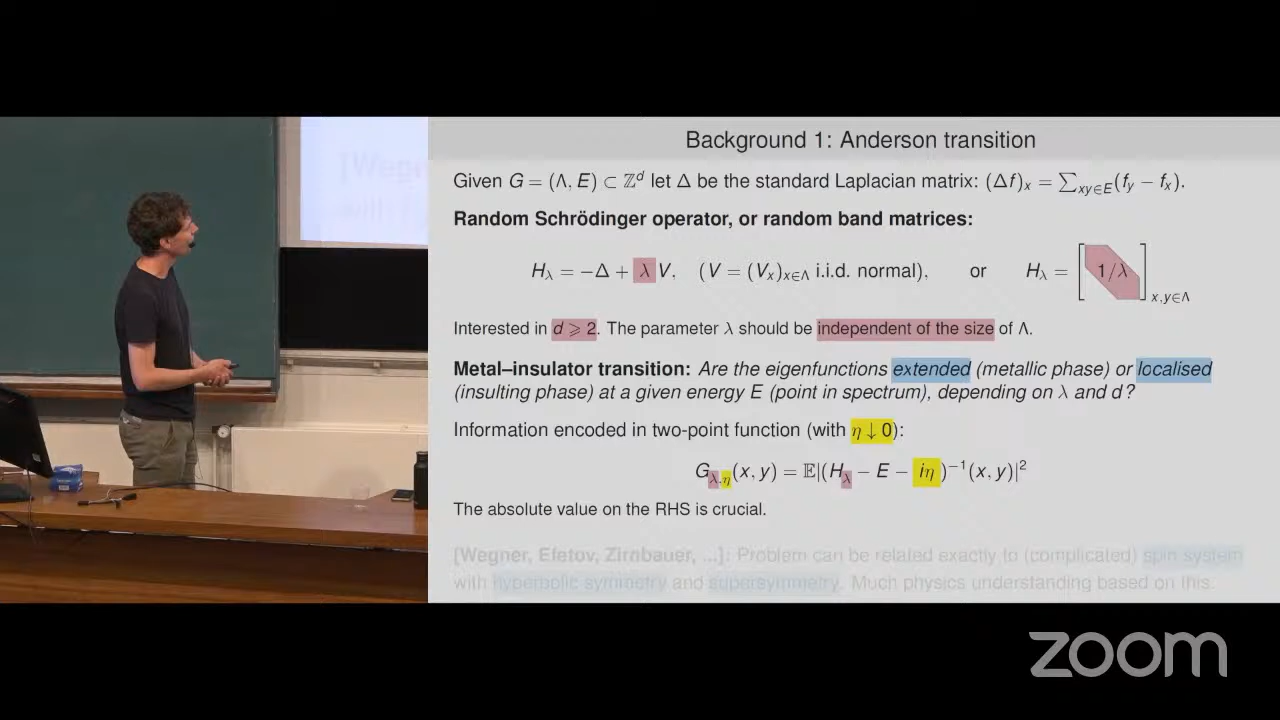 [Wegn
with
Background 1: Anderson transition
Given G = (Λ, E) ⊂ ℤ^d let Δ be the standard Laplacian matrix: (Δf)_x = ∑_{xy∈E}(f_y − f_x).
Random Schrödinger operator, or random band matrices:
H_λ = −Δ + λV, (V = (V_x)_{x∈Λ} i.i.d. normal), or H_λ = [1/λ]_{x,y∈Λ}
Interested in d ⩾ 2. The parameter λ should be independent of the size of Λ.
Metal–insulator transition: Are the eigenfunctions extended (metallic phase) or localised
(insulting phase) at a given energy E (point in spectrum), depending on λ and d?
Information encoded in two-point function (with η ↓ 0):
G_{λ,η}(x, y) = 𝔼|(H_λ − E − iη)^{−1}(x, y)|^2
The absolute value on the RHS is crucial.
[Wegner, Efetov, Zirnbauer, ...]: Problem can be related exactly to (complicated) spin system
with hyperbolic symmetry and supersymmetry. Much physics understanding based on this.
zoom